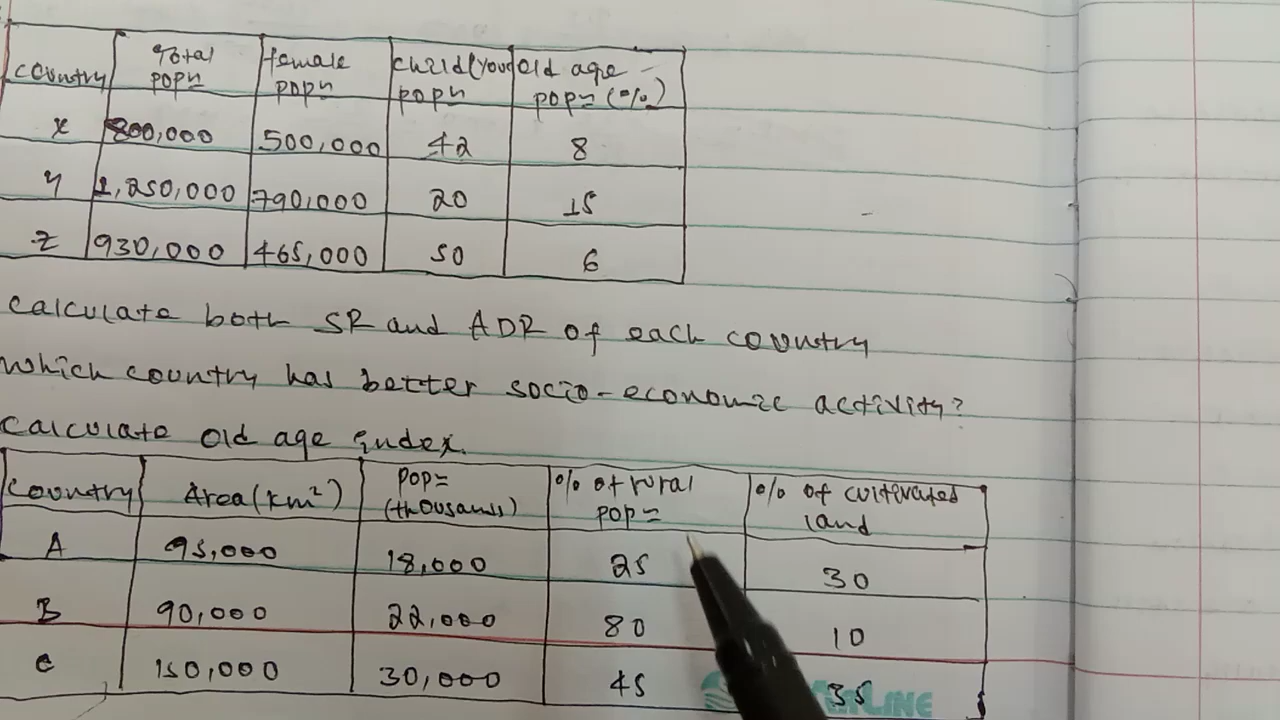 country Total popn female popn child(young popn old age popn (%)
x 800,000 500,000 42 8
y 1,250,000 790,000 20 15
z 930,000 465,000 50 6
calculate both SR and ADR of each country
which country has better socio-economic activity?
calculate old age index.
country Area(km²) popn (thousands) % of rural popn % of cultivated land
A 95,000 18,000 25 30
B 90,000 22,000 80 10
C 150,000 30,000 45 35
LINE